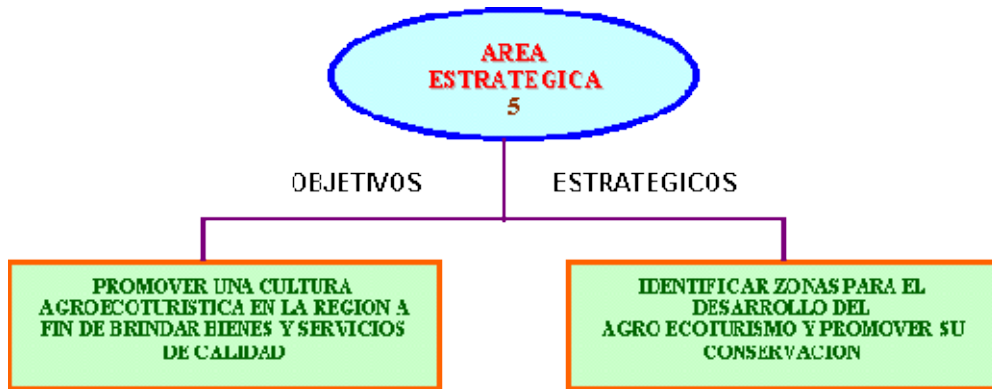 AREA
ESTRATEGICA
5
OBJETIVOS ESTRATEGICOS
PROMOVER UNA CULTURA
AGROECOTURISTICA EN LA REGION A
FIN DE BRINDAR BIENES Y SERVICIOS
DE CALIDAD
IDENTIFICAR ZONAS PARA EL
DESARROLLO DEL
AGRO ECOTURISMO Y PROMOVER SU
CONSERVACION